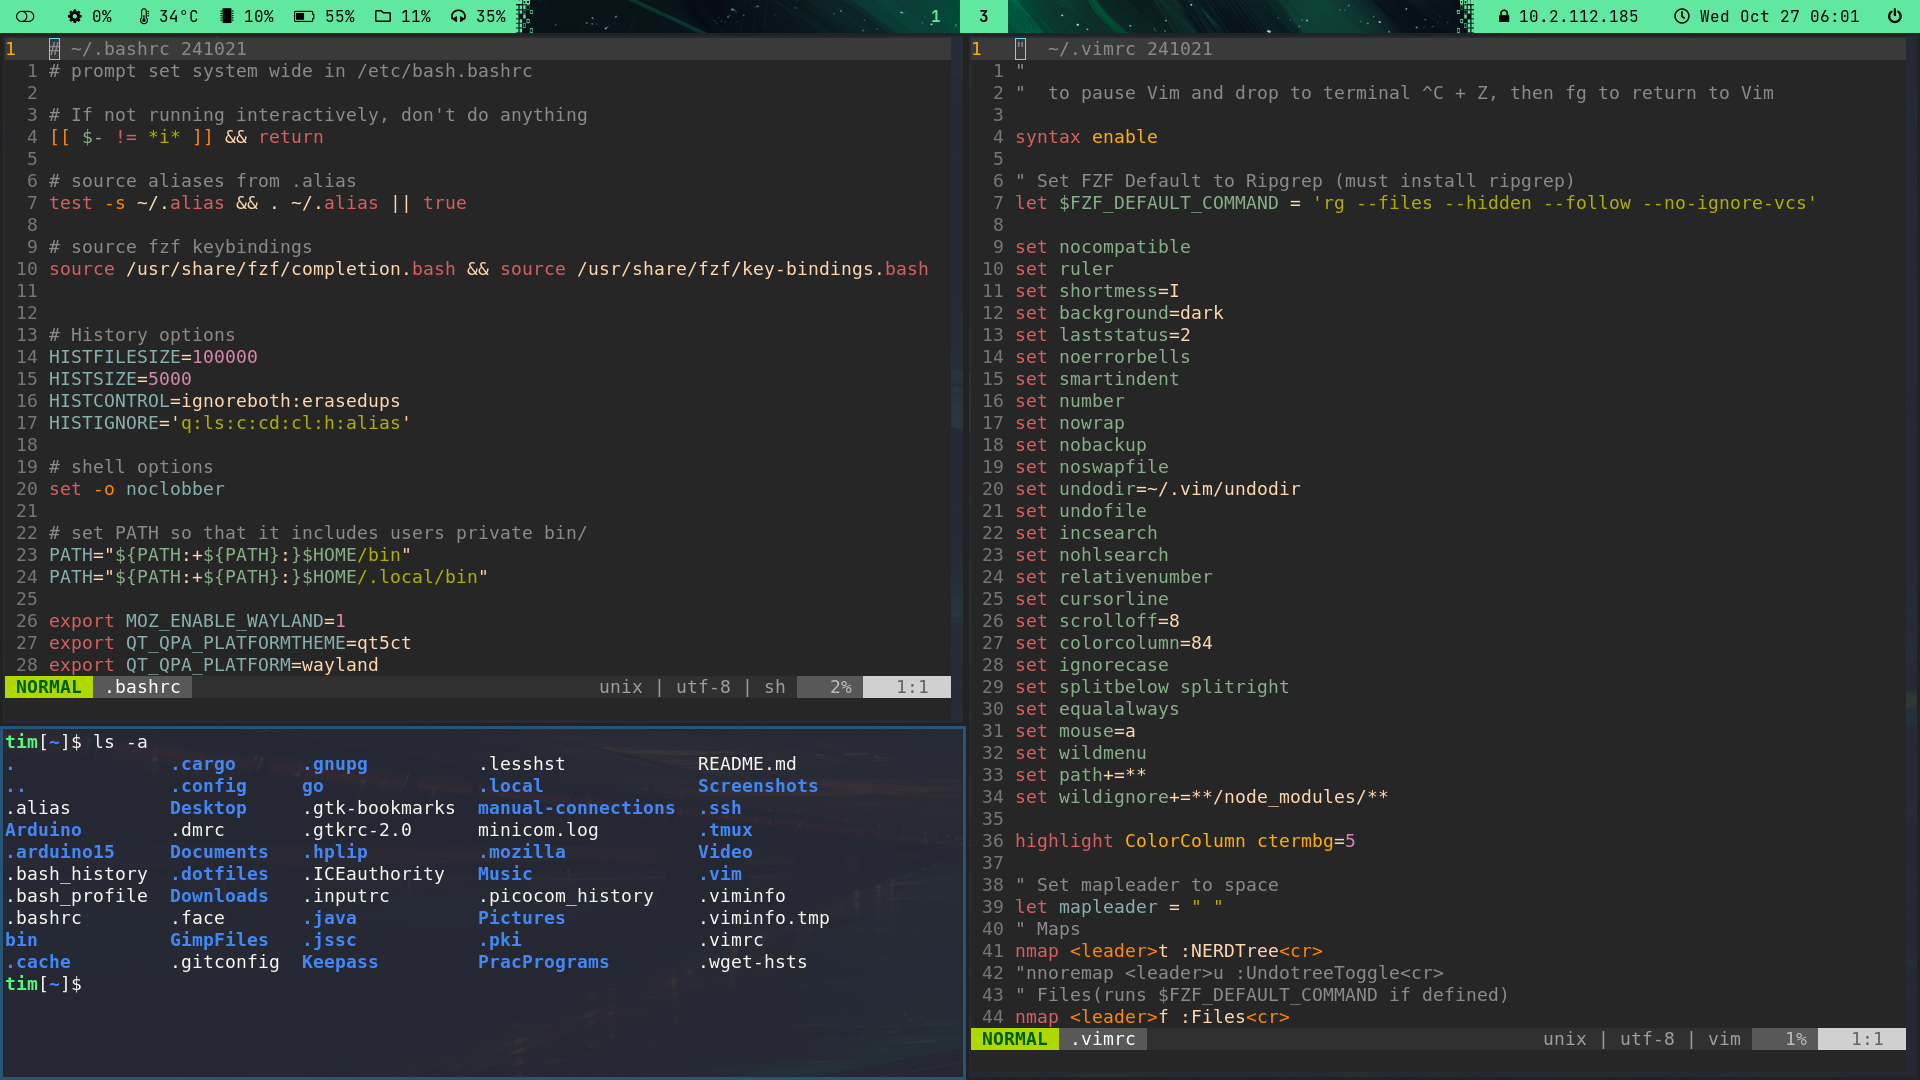 0% 34°C 10% 55% 11% 35% 1 3 10.2.112.185 Wed Oct 27 06:01
1 # ~/.bashrc 241021
1 # prompt set system wide in /etc/bash.bashrc
2
3 # If not running interactively, don't do anything
4 [[ $- != *i* ]] && return
5
6 # source aliases from .alias
7 test -s ~/.alias && . ~/.alias || true
8
9 # source fzf keybindings
10 source /usr/share/fzf/completion.bash && source /usr/share/fzf/key-bindings.bash
11
12
13 # History options
14 HISTFILESIZE=100000
15 HISTSIZE=5000
16 HISTCONTROL=ignoreboth:erasedups
17 HISTIGNORE='q:ls:c:cd:cl:h:alias'
18
19 # shell options
20 set -o noclobber
21
22 # set PATH so that it includes users private bin/
23 PATH="${PATH:+${PATH}:}$HOME/bin"
24 PATH="${PATH:+${PATH}:}$HOME/.local/bin"
25
26 export MOZ_ENABLE_WAYLAND=1
27 export QT_QPA_PLATFORMTHEME=qt5ct
28 export QT_QPA_PLATFORM=wayland
NORMAL .bashrc unix | utf-8 | sh 2% 1:1
tim[~]$ ls -a
. .cargo .gnupg .lesshst README.md
.. .config go .local Screenshots
.alias Desktop .gtk-bookmarks manual-connections .ssh
Arduino .dmrc .gtkrc-2.0 minicom.log .tmux
.arduino15 Documents .hplip .mozilla Video
.bash_history .dotfiles .ICEauthority Music .vim
.bash_profile Downloads .inputrc .picocom_history .viminfo
.bashrc .face .java Pictures .viminfo.tmp
bin GimpFiles .jssc .pki .vimrc
.cache .gitconfig Keepass PracPrograms .wget-hsts
tim[~]$
1 " ~/.vimrc 241021
1 "
2 " to pause Vim and drop to terminal ^C + Z, then fg to return to Vim
3
4 syntax enable
5
6 " Set FZF Default to Ripgrep (must install ripgrep)
7 let $FZF_DEFAULT_COMMAND = 'rg --files --hidden --follow --no-ignore-vcs'
8
9 set nocompatible
10 set ruler
11 set shortmess=I
12 set background=dark
13 set laststatus=2
14 set noerrorbells
15 set smartindent
16 set number
17 set nowrap
18 set nobackup
19 set noswapfile
20 set undodir=~/.vim/undodir
21 set undofile
22 set incsearch
23 set nohlsearch
24 set relativenumber
25 set cursorline
26 set scrolloff=8
27 set colorcolumn=84
28 set ignorecase
29 set splitbelow splitright
30 set equalalways
31 set mouse=a
32 set wildmenu
33 set path+=**
34 set wildignore+=**/node_modules/**
35
36 highlight ColorColumn ctermbg=5
37
38 " Set mapleader to space
39 let mapleader = " "
40 " Maps
41 nmap <leader>t :NERDTree<cr>
42 "nnoremap <leader>u :UndotreeToggle<cr>
43 " Files(runs $FZF_DEFAULT_COMMAND if defined)
44 nmap <leader>f :Files<cr>
NORMAL .vimrc unix | utf-8 | vim 1% 1:1